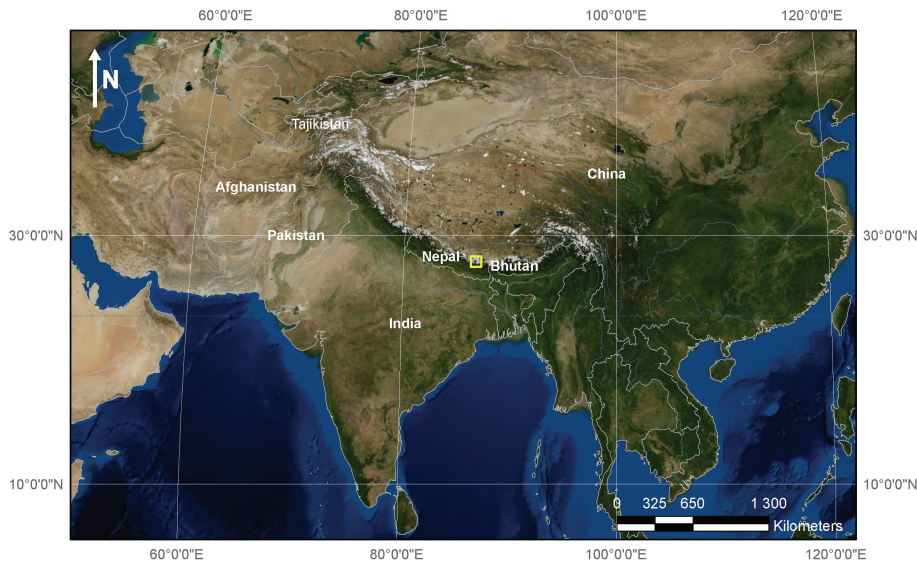 60°0'0"E 80°0'0"E 100°0'0"E 120°0'0"E
N
Tajikistan
China
Afghanistan
30°0'0"N Pakistan 30°0'0"N
Nepal Bhutan
India
10°0'0"N 10°0'0"N
0 325 650 1 300
Kilometers
60°0'0"E 80°0'0"E 100°0'0"E 120°0'0"E